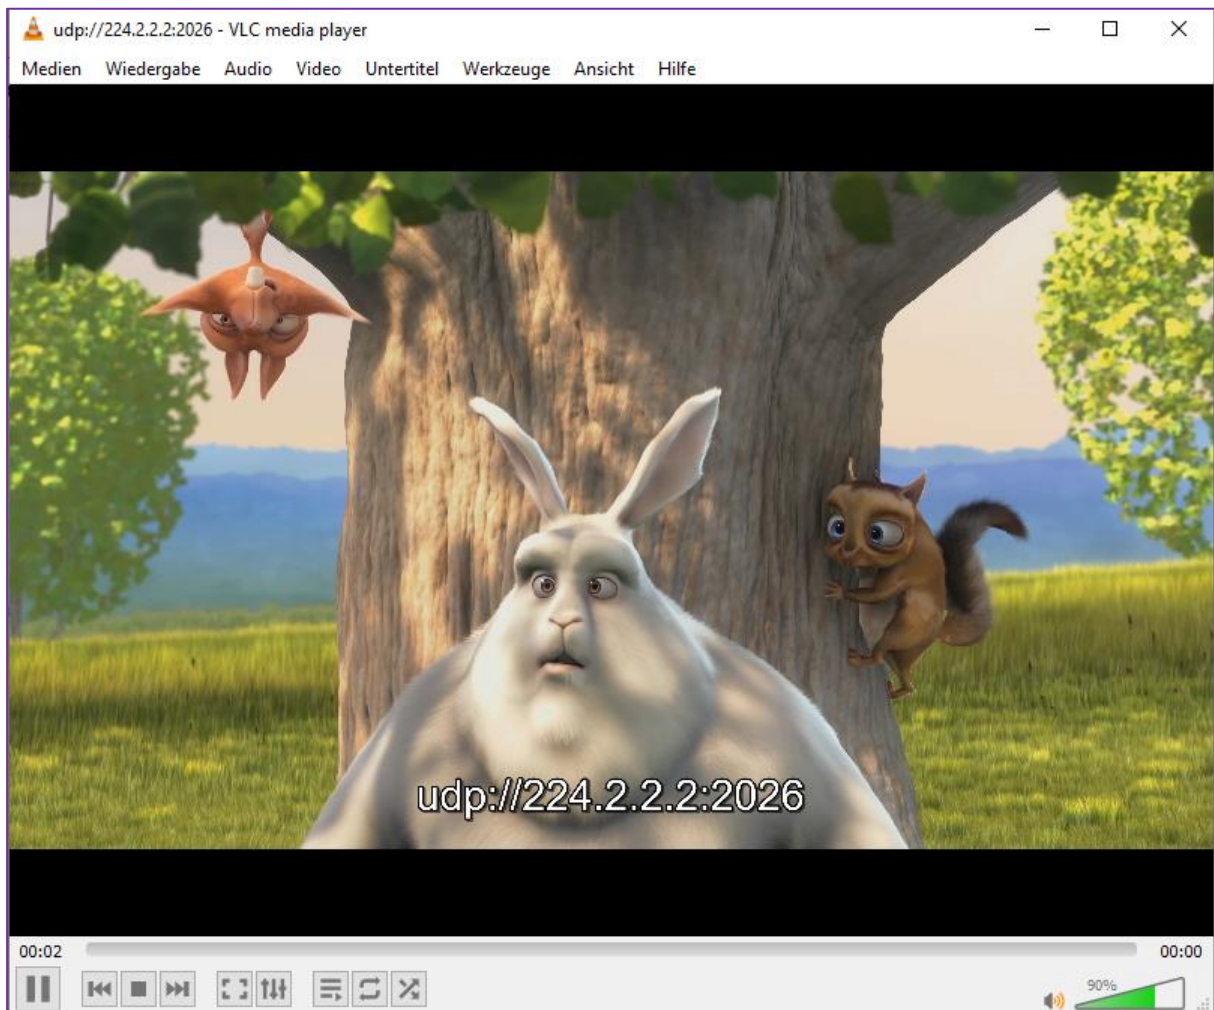 udp://224.2.2.2:2026 - VLC media player
Medien Wiedergabe Audio Video Untertitel Werkzeuge Ansicht Hilfe
udp://224.2.2.2:2026
00:02 00:00
90%